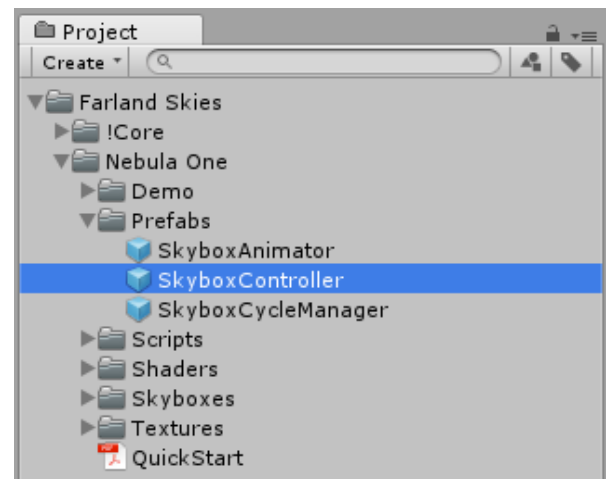 Project
Create
Farland Skies
!Core
Nebula One
Demo
Prefabs
SkyboxAnimator
SkyboxController
SkyboxCycleManager
Scripts
Shaders
Skyboxes
Textures
QuickStart